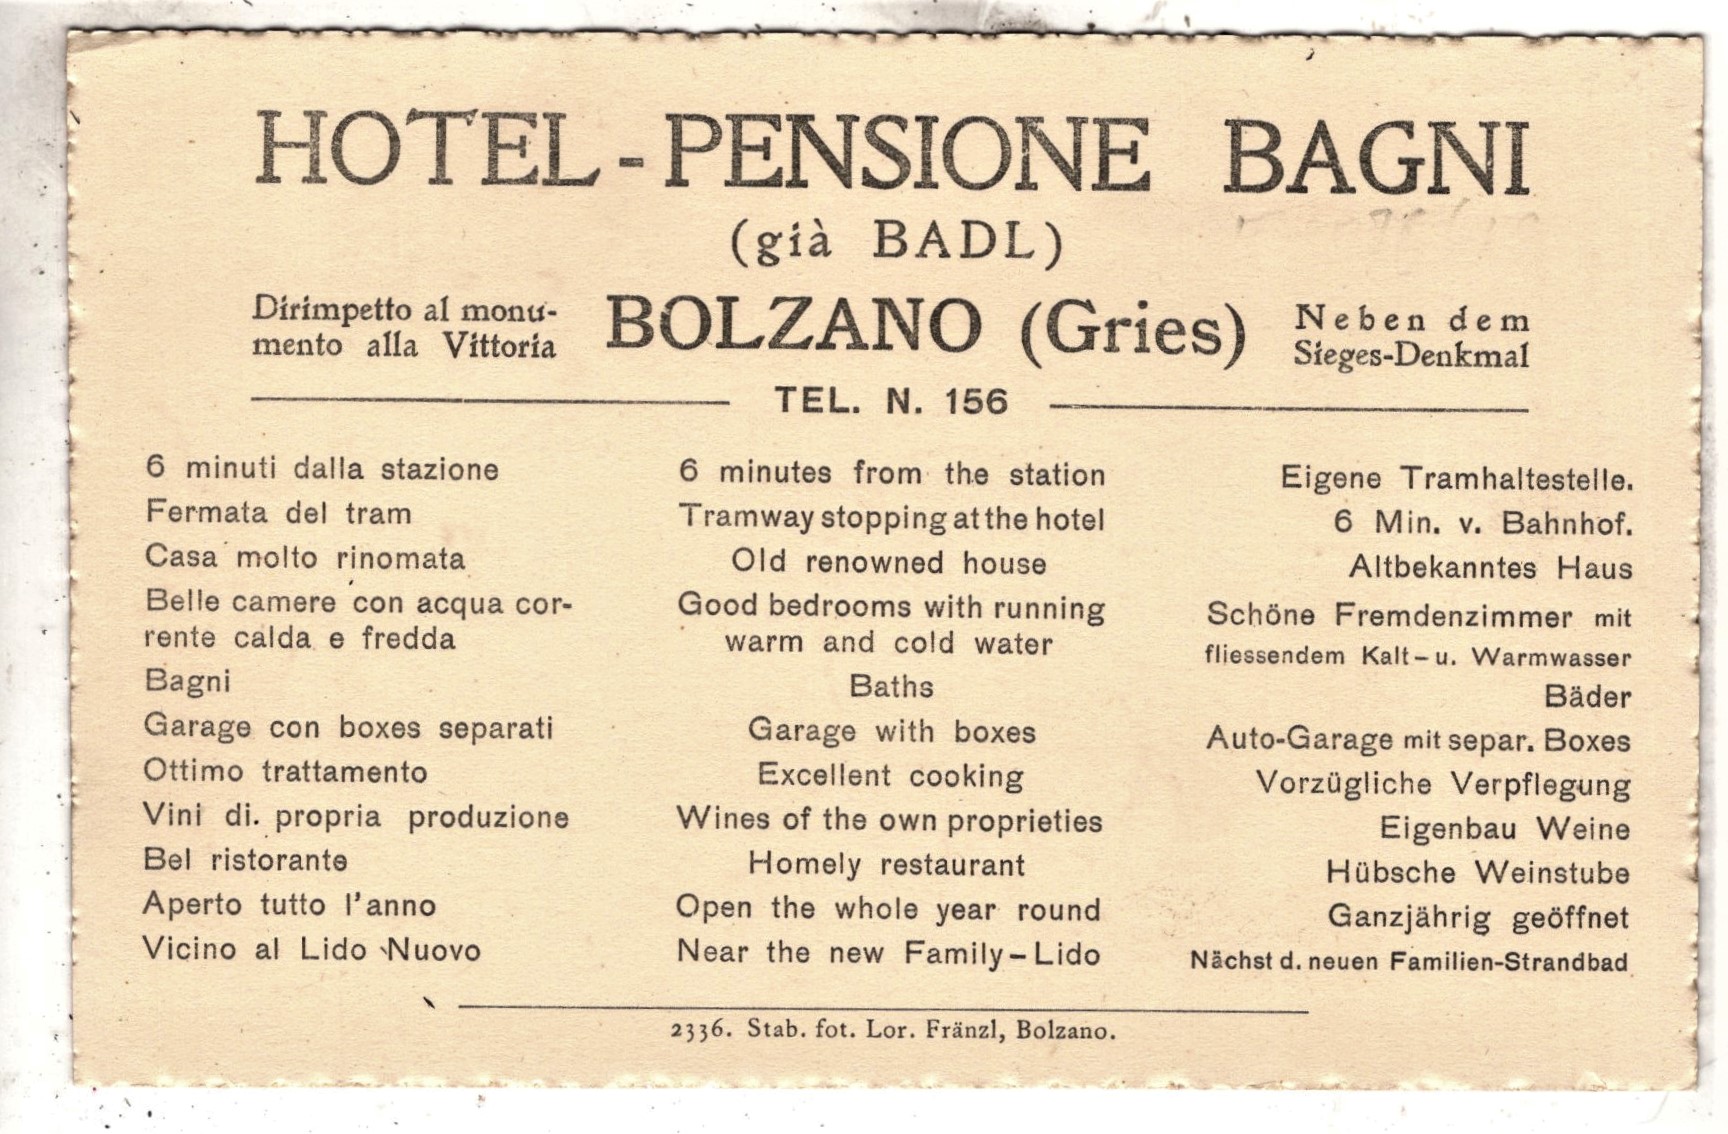 HOTEL - PENSIONE BAGNI
(già BADL)
Dirimpetto al monu-
mento alla Vittoria
BOLZANO (Gries)
Neben dem
Sieges-Denkmal
TEL. N. 156
6 minuti dalla stazione
Fermata del tram
Casa molto rinomata
Belle camere con acqua cor-
rente calda e fredda
Bagni
Garage con boxes separati
Ottimo trattamento
Vini di. propria produzione
Bel ristorante
Aperto tutto l'anno
Vicino al Lido Nuovo
6 minutes from the station
Tramway stopping at the hotel
Old renowned house
Good bedrooms with running
warm and cold water
Baths
Garage with boxes
Excellent cooking
Wines of the own proprieties
Homely restaurant
Open the whole year round
Near the new Family-Lido
Eigene Tramhaltestelle.
6 Min. v. Bahnhof.
Altbekanntes Haus
Schöne Fremdenzimmer mit
fliessendem Kalt- u. Warmwasser
Bäder
Auto-Garage mit separ. Boxes
Vorzügliche Verpflegung
Eigenbau Weine
Hübsche Weinstube
Ganzjährig geöffnet
Nächst d. neuen Familien-Strandbad
2336. Stab. fot. Lor. Fränzl, Bolzano.